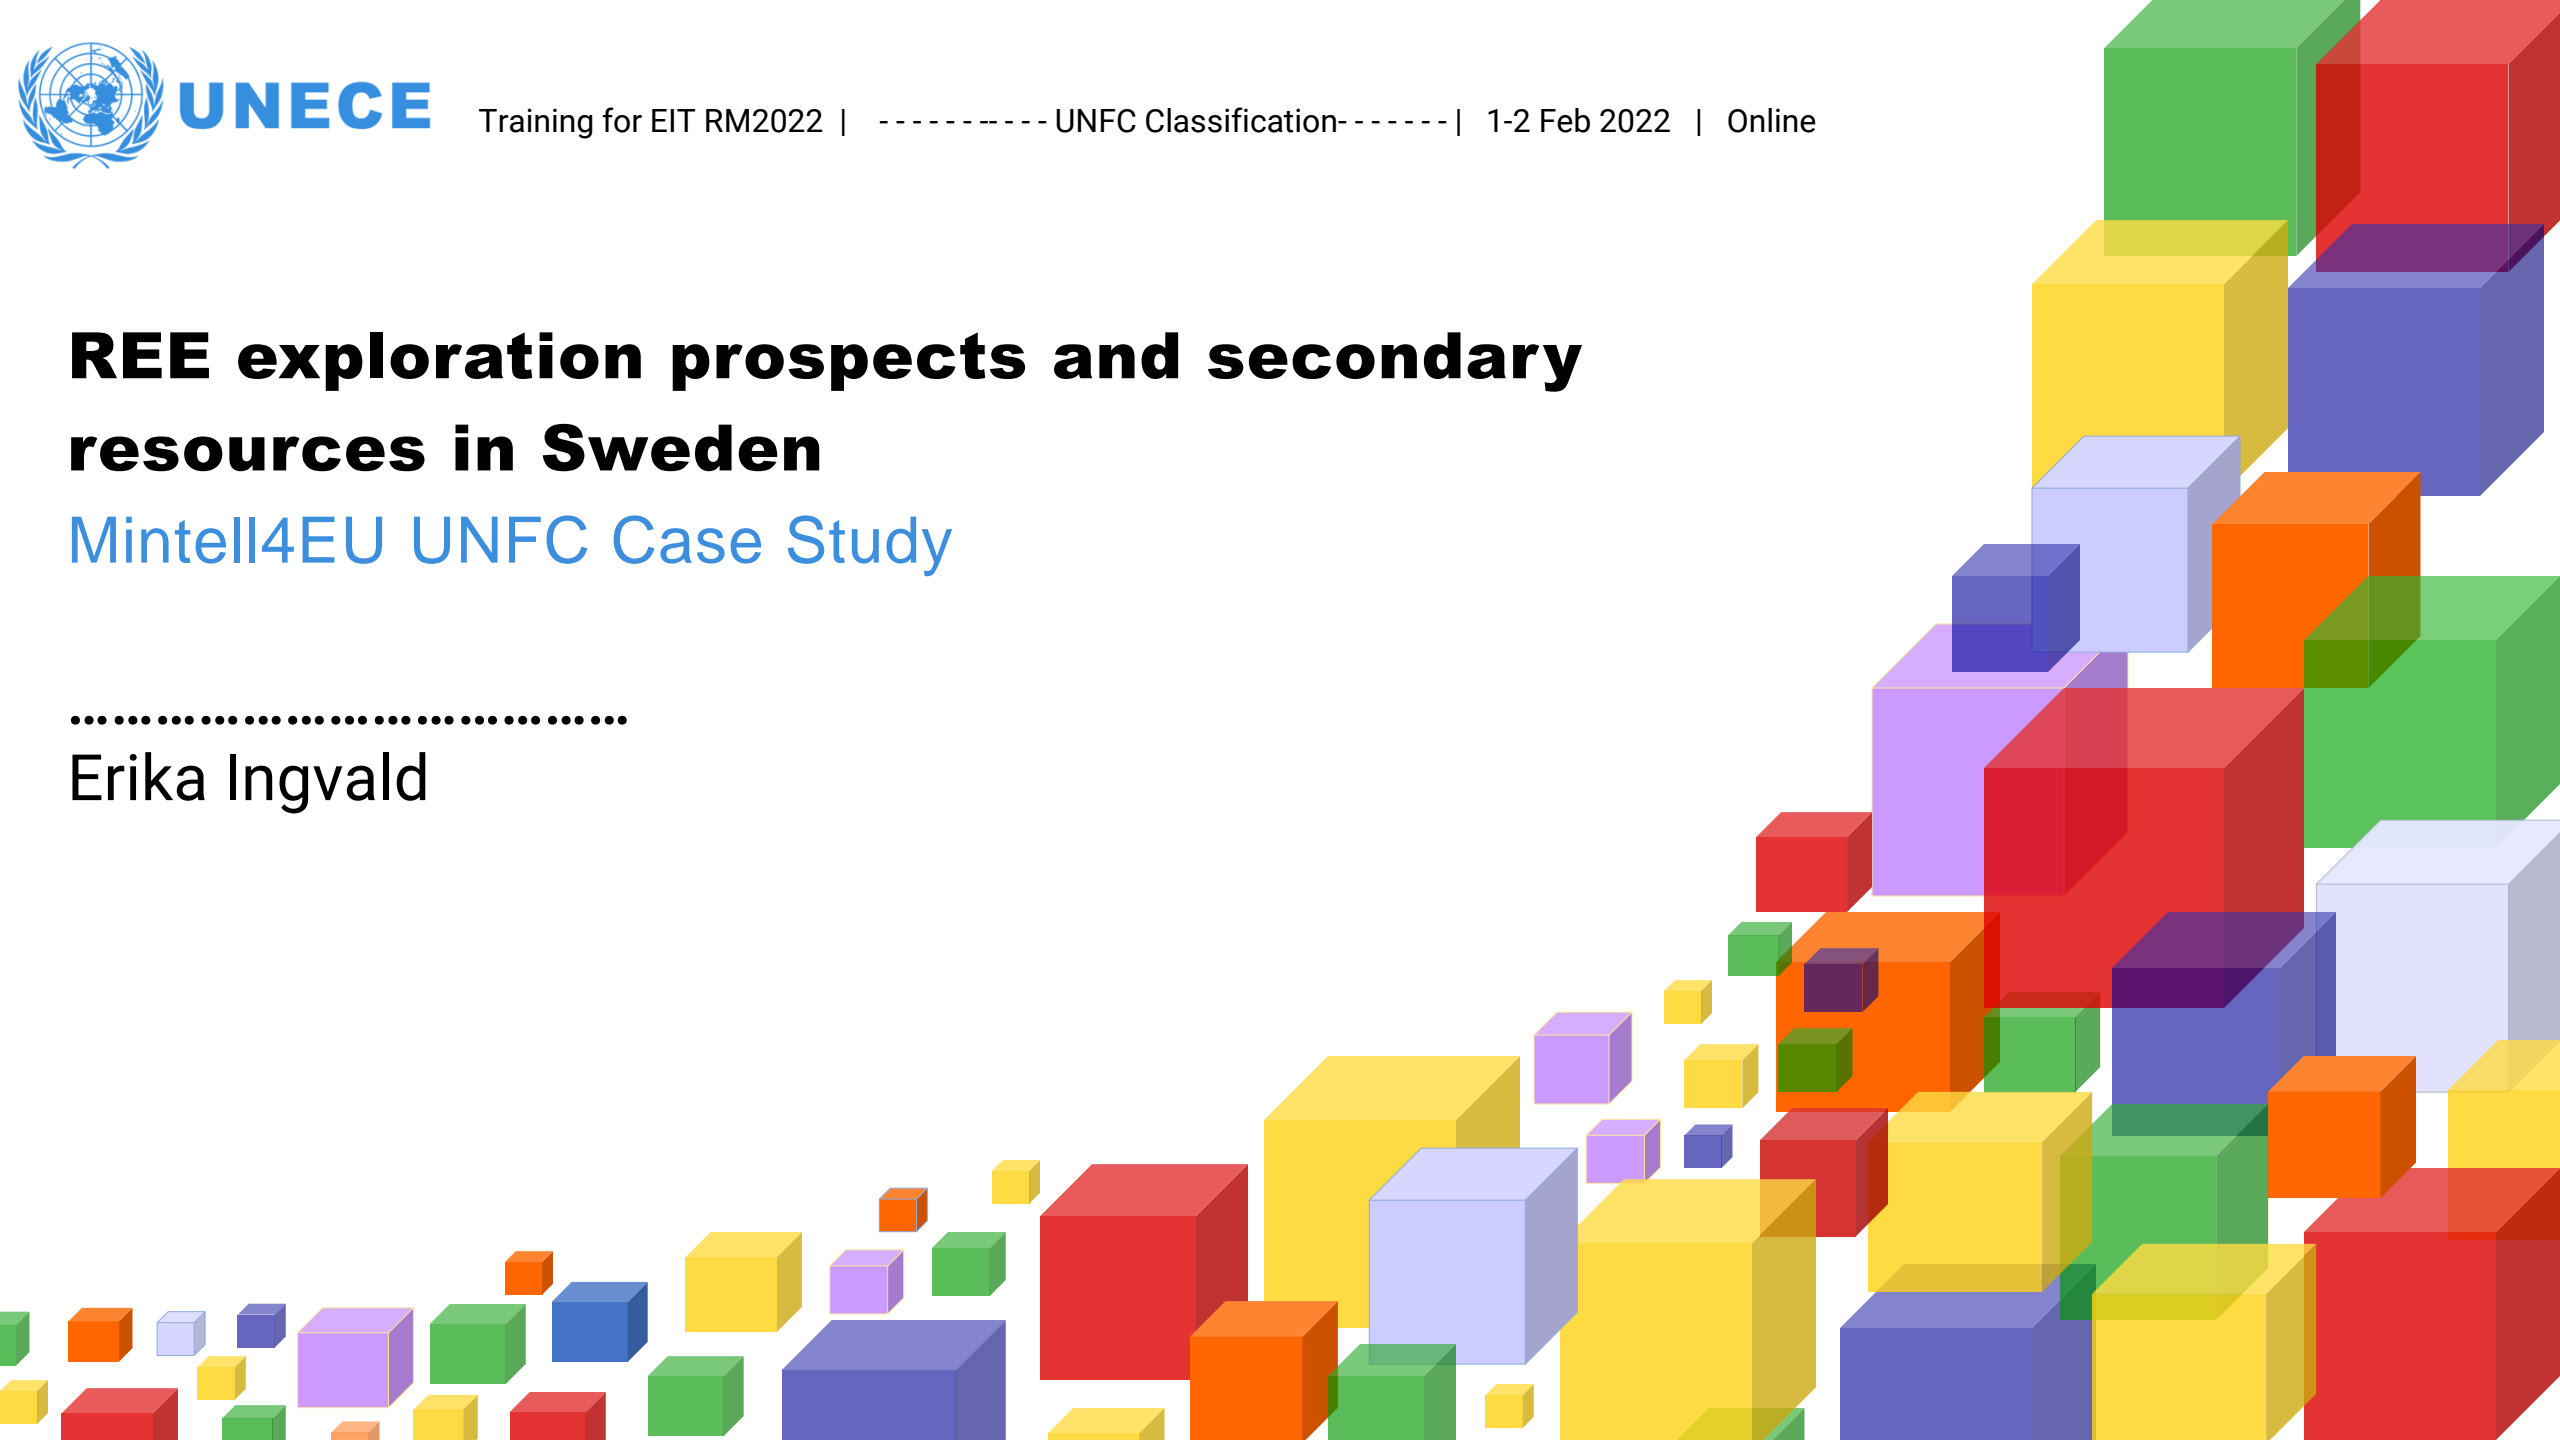 UNECE
Training for EIT RM2022 | - - - - - - - ---- - - - UNFC Classification- - - - - - - | 1-2 Feb 2022 | Online
REE exploration prospects and secondary
resources in Sweden
Mintell4EU UNFC Case Study
…………………………………
Erika Ingvald